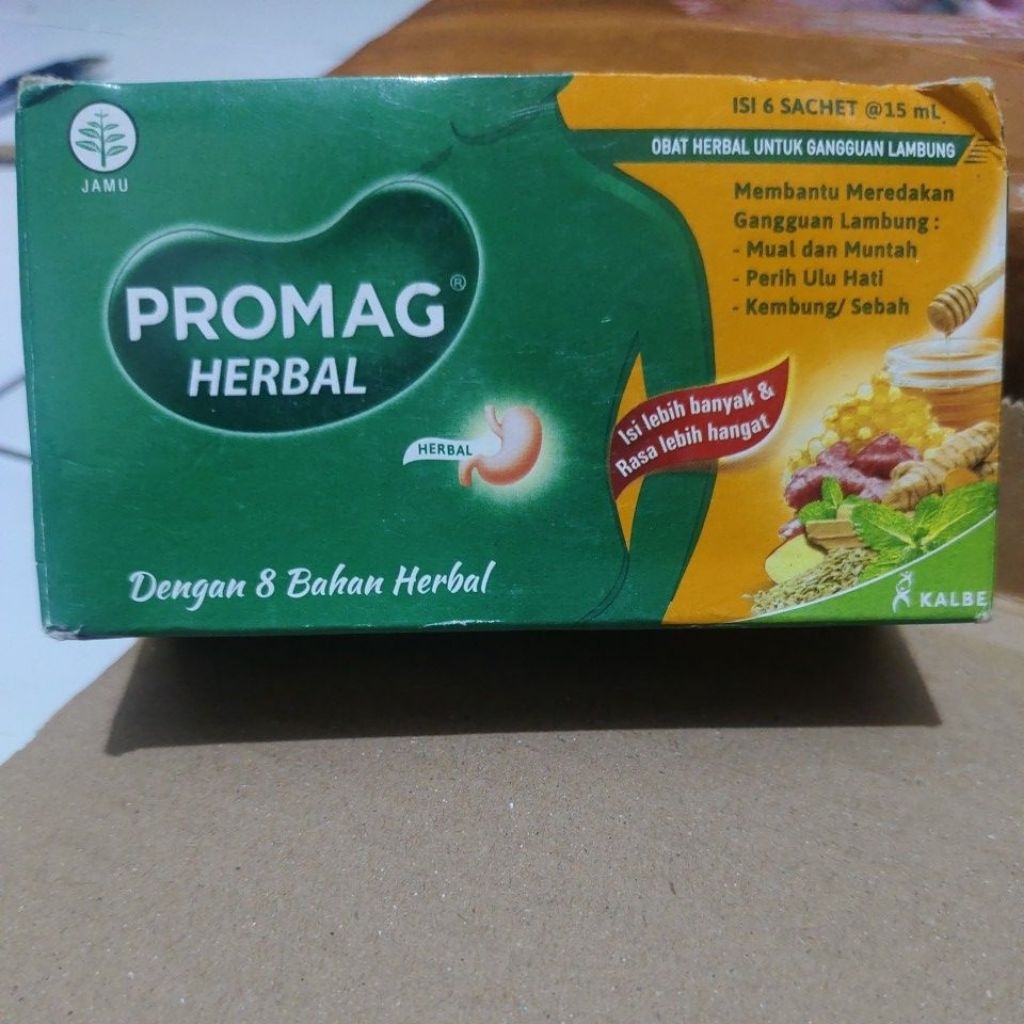 JAMU
PROMAG®
HERBAL
HERBAL
Dengan 8 Bahan Herbal
ISI 6 SACHET @15 mL
OBAT HERBAL UNTUK GANGGUAN LAMBUNG
Membantu Meredakan
Gangguan Lambung :
- Mual dan Muntah
- Perih Ulu Hati
- Kembung/ Sebah
Isi lebih banyak &
Rasa lebih hangat
KALBE